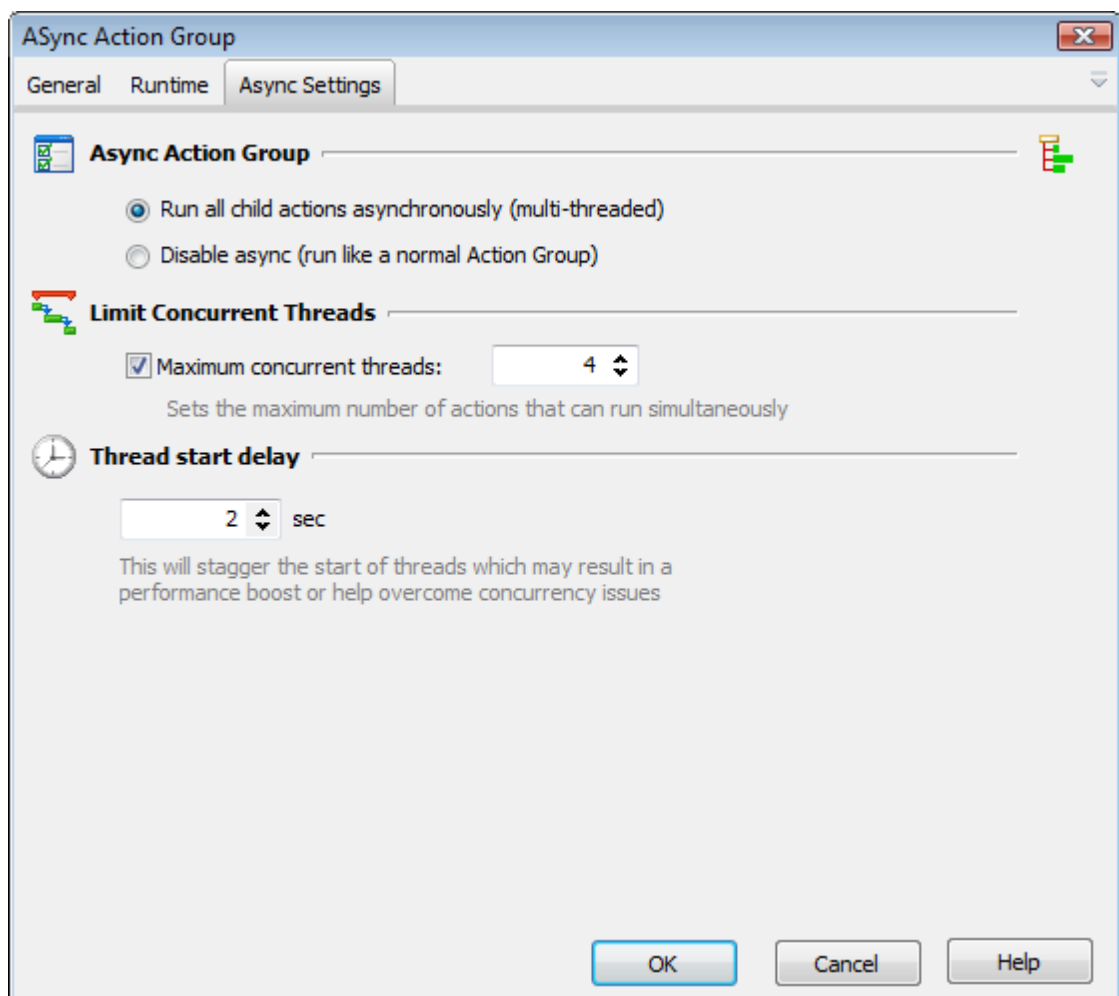 ASync Action Group
General Runtime Async Settings
Async Action Group
Run all child actions asynchronously (multi-threaded)
Disable async (run like a normal Action Group)
Limit Concurrent Threads
Maximum concurrent threads: 4
Sets the maximum number of actions that can run simultaneously
Thread start delay
2 sec
This will stagger the start of threads which may result in a
performance boost or help overcome concurrency issues
OK Cancel Help